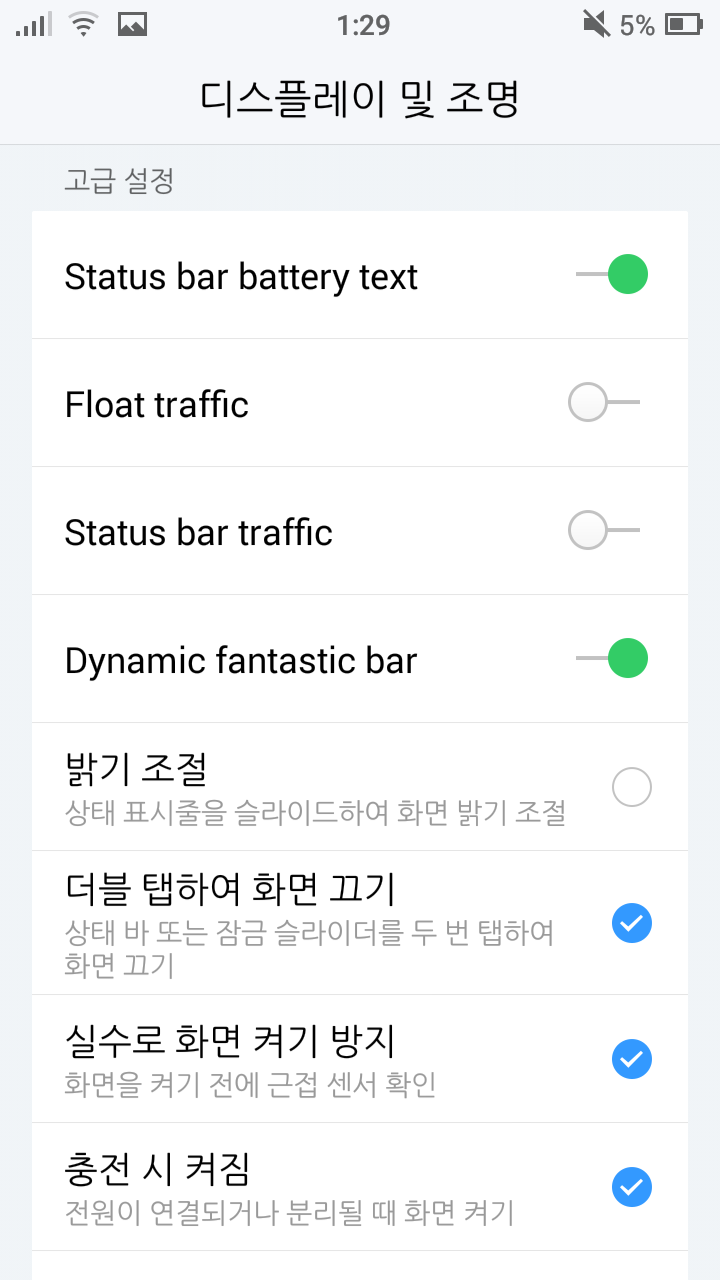 1:29
5%
디스플레이 및 조명
고급 설정
Status bar battery text
Float traffic
Status bar traffic
Dynamic fantastic bar
밝기 조절
상태 표시줄을 슬라이드하여 화면 밝기 조절
더블 탭하여 화면 끄기
상태 바 또는 잠금 슬라이더를 두 번 탭하여
화면 끄기
실수로 화면 켜기 방지
화면을 켜기 전에 근접 센서 확인
충전 시 켜짐
전원이 연결되거나 분리될 때 화면 켜기